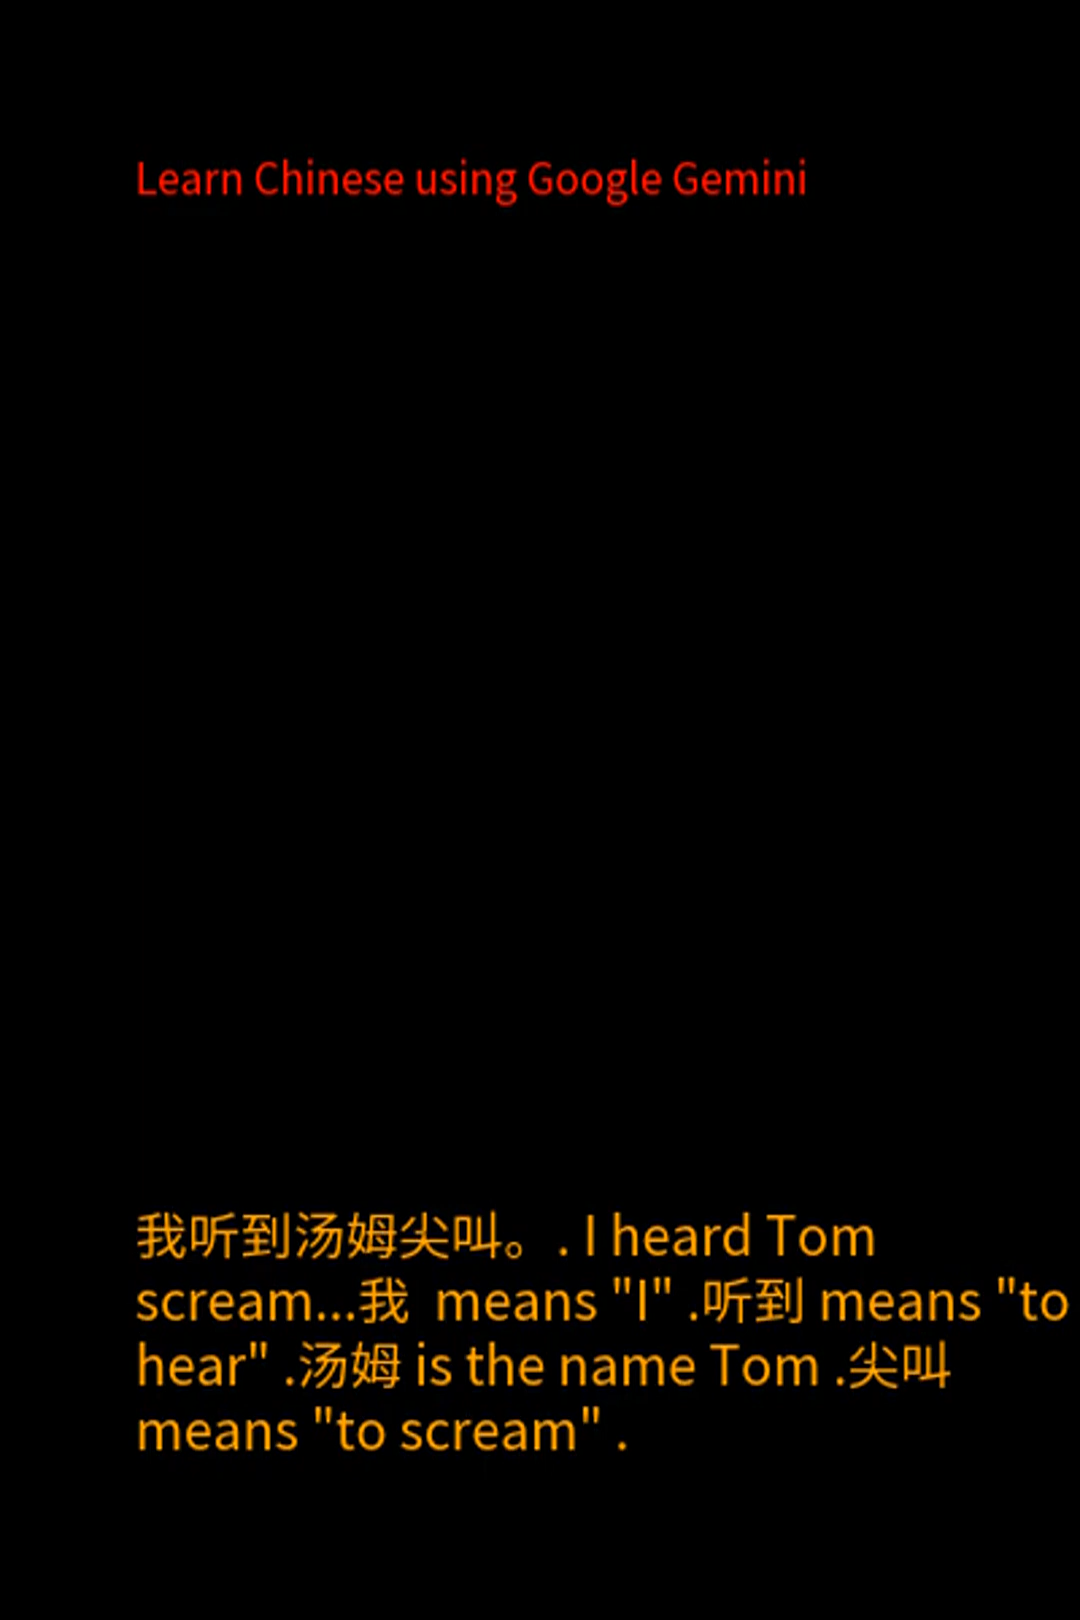 Learn Chinese using Google Gemini
我听到汤姆尖叫。. I heard Tom
scream...我  means "I" .听到 means "to
hear" .汤姆 is the name Tom .尖叫
means "to scream" .